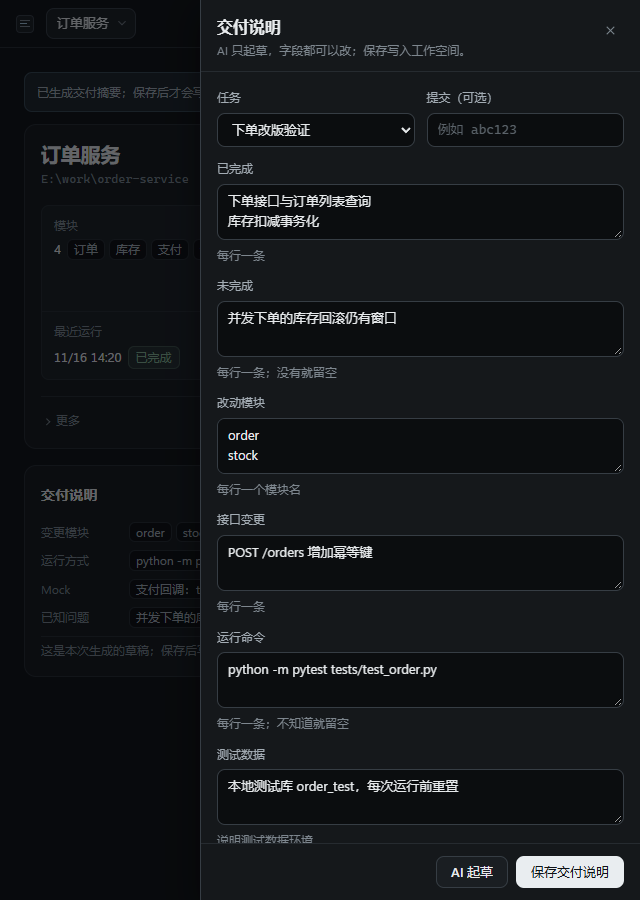 订单服务
已生成交付摘要；保存后才会写
订单服务
E:\work\order-service
模块
4 订单 库存 支付
最近运行
11/16 14:20 已完成
更多
交付说明
变更模块 order sto
运行方式 python -m p
Mock 支付回调：t
已知问题 并发下单的库
这是本次生成的草稿；保存后写
交付说明
AI 只起草，字段都可以改；保存写入工作空间。
任务
下单改版验证
提交（可选）
例如 abc123
已完成
下单接口与订单列表查询
库存扣减事务化
每行一条
未完成
并发下单的库存回滚仍有窗口
每行一条；没有就留空
改动模块
order
stock
每行一个模块名
接口变更
POST /orders 增加幂等键
每行一条
运行命令
python -m pytest tests/test_order.py
每行一条；不知道就留空
测试数据
本地测试库 order_test，每次运行前重置
说明测试数据环境
AI 起草
保存交付说明